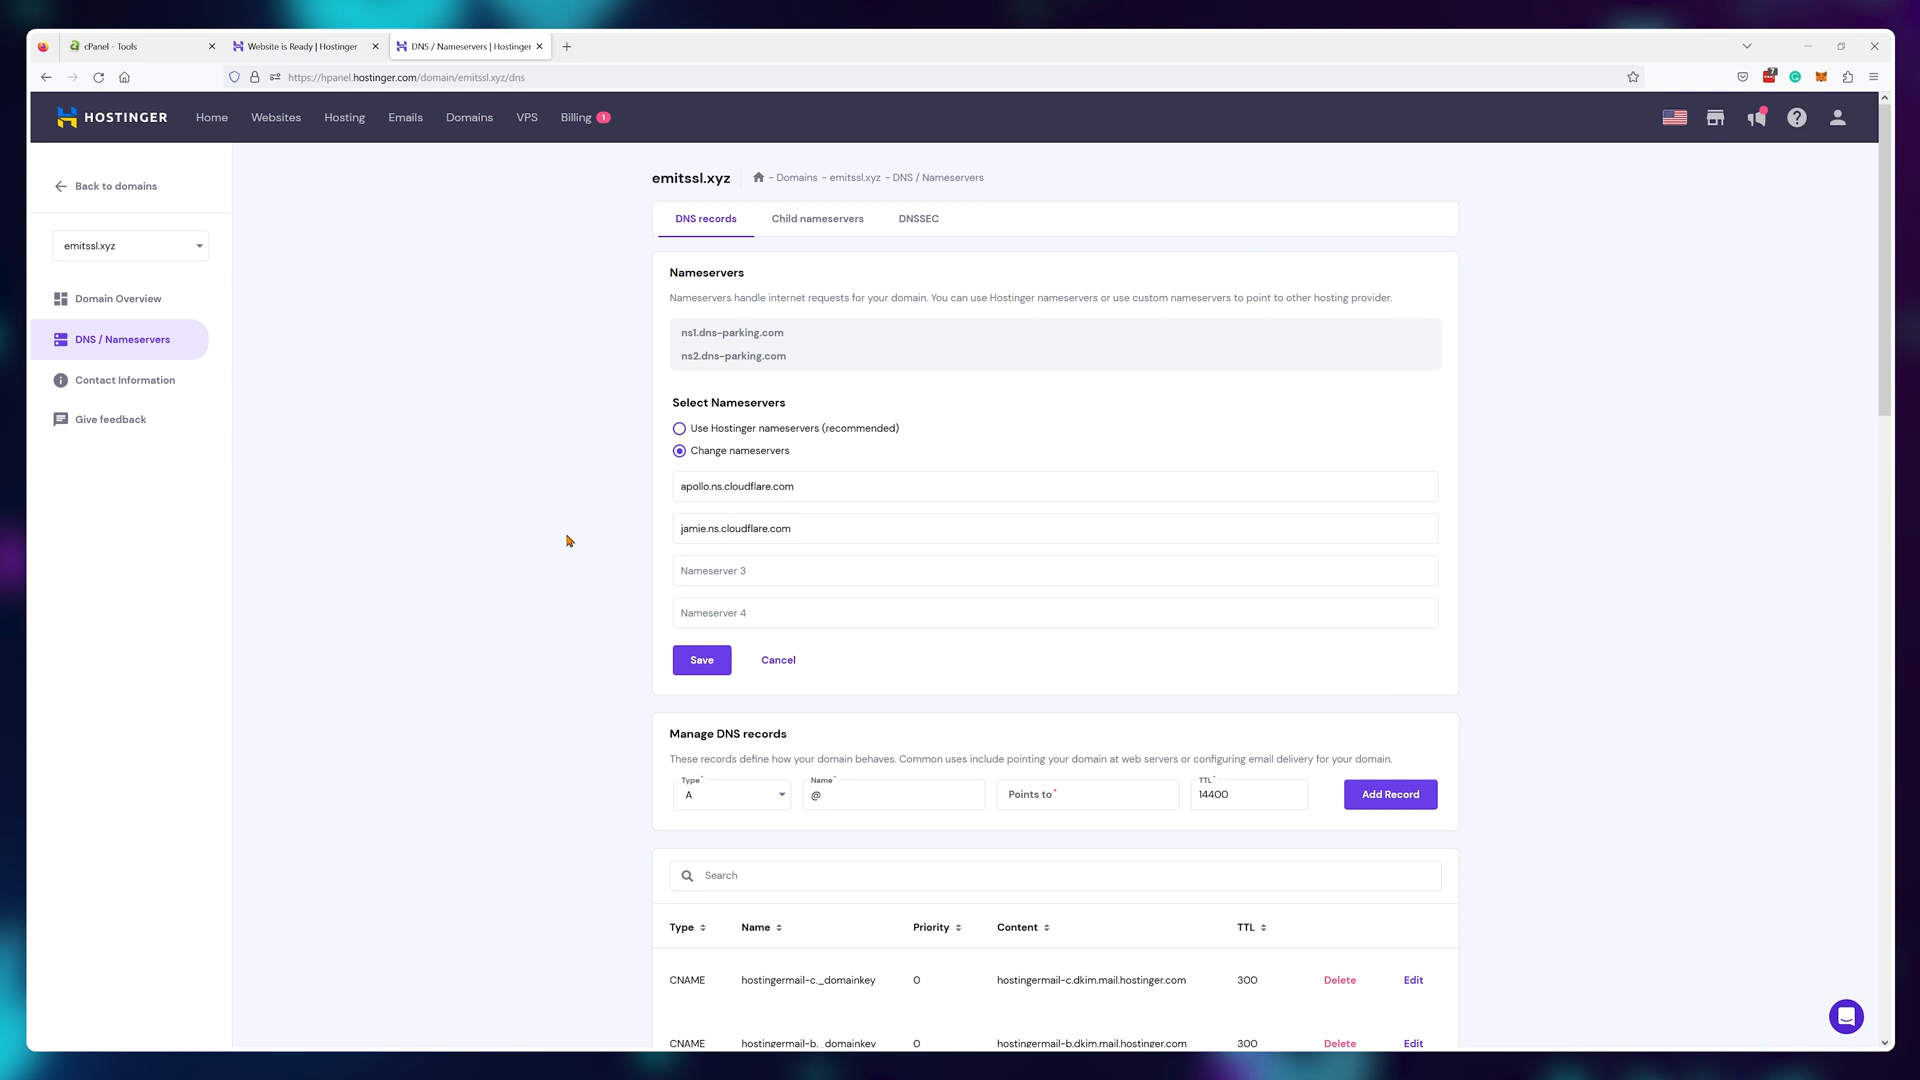 cPanel - Tools
Website is Ready | Hostinger
DNS / Nameservers | Hostinger
https://hpanel.hostinger.com/domain/emitssl.xyz/dns
7
HOSTINGER
Home
Websites
Hosting
Emails
Domains
VPS
Billing 1
Back to domains
emitssl.xyz
Domain Overview
DNS / Nameservers
Contact Information
Give feedback
emitssl.xyz
- Domains - emitssl.xyz - DNS / Nameservers
DNS records
Child nameservers
DNSSEC
Nameservers
Nameservers handle internet requests for your domain. You can use Hostinger nameservers or use custom nameservers to point to other hosting provider.
ns1.dns-parking.com
ns2.dns-parking.com
Select Nameservers
Use Hostinger nameservers (recommended)
Change nameservers
apollo.ns.cloudflare.com
jamie.ns.cloudflare.com
Nameserver 3
Nameserver 4
Save
Cancel
Manage DNS records
These records define how your domain behaves. Common uses include pointing your domain at web servers or configuring email delivery for your domain.
Type*
A
Name*
@
Points to*
TTL*
14400
Add Record
Search
Type
Name
Priority
Content
TTL
CNAME
hostingermail-c._domainkey
0
hostingermail-c.dkim.mail.hostinger.com
300
Delete
Edit
CNAME
hostingermail-b._domainkey
0
hostingermail-b.dkim.mail.hostinger.com
300
Delete
Edit